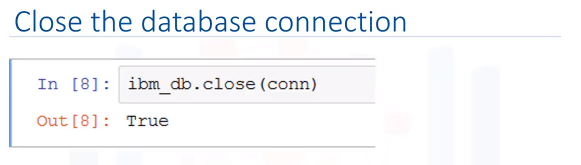 Close the database connection
In [8]: ibm_db.close(conn)
Out[8]: True